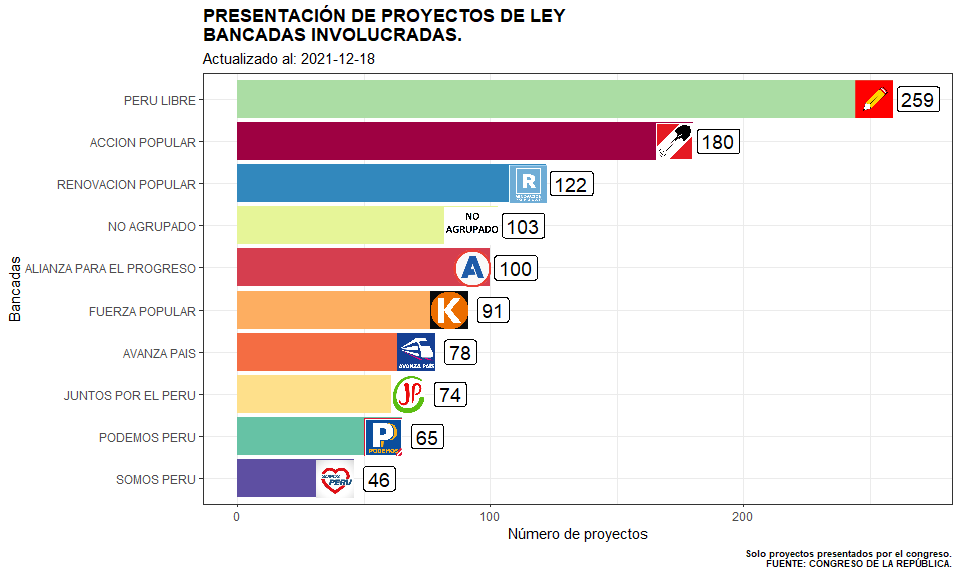 PRESENTACIÓN DE PROYECTOS DE LEY
BANCADAS INVOLUCRADAS.
Actualizado al: 2021-12-18
Bancadas
PERU LIBRE
259
ACCION POPULAR
180
RENOVACION POPULAR
R
122
NO AGRUPADO
NO
AGRUPADO
103
ALIANZA PARA EL PROGRESO
A
100
FUERZA POPULAR
K
91
AVANZA PAIS
AVANZA PAIS
78
JUNTOS POR EL PERU
JP
74
PODEMOS PERU
P
PODEMOS
65
SOMOS PERU
SOMOS
PERU
46
0
100
200
Número de proyectos
Solo proyectos presentados por el congreso.
FUENTE: CONGRESO DE LA REPÚBLICA.